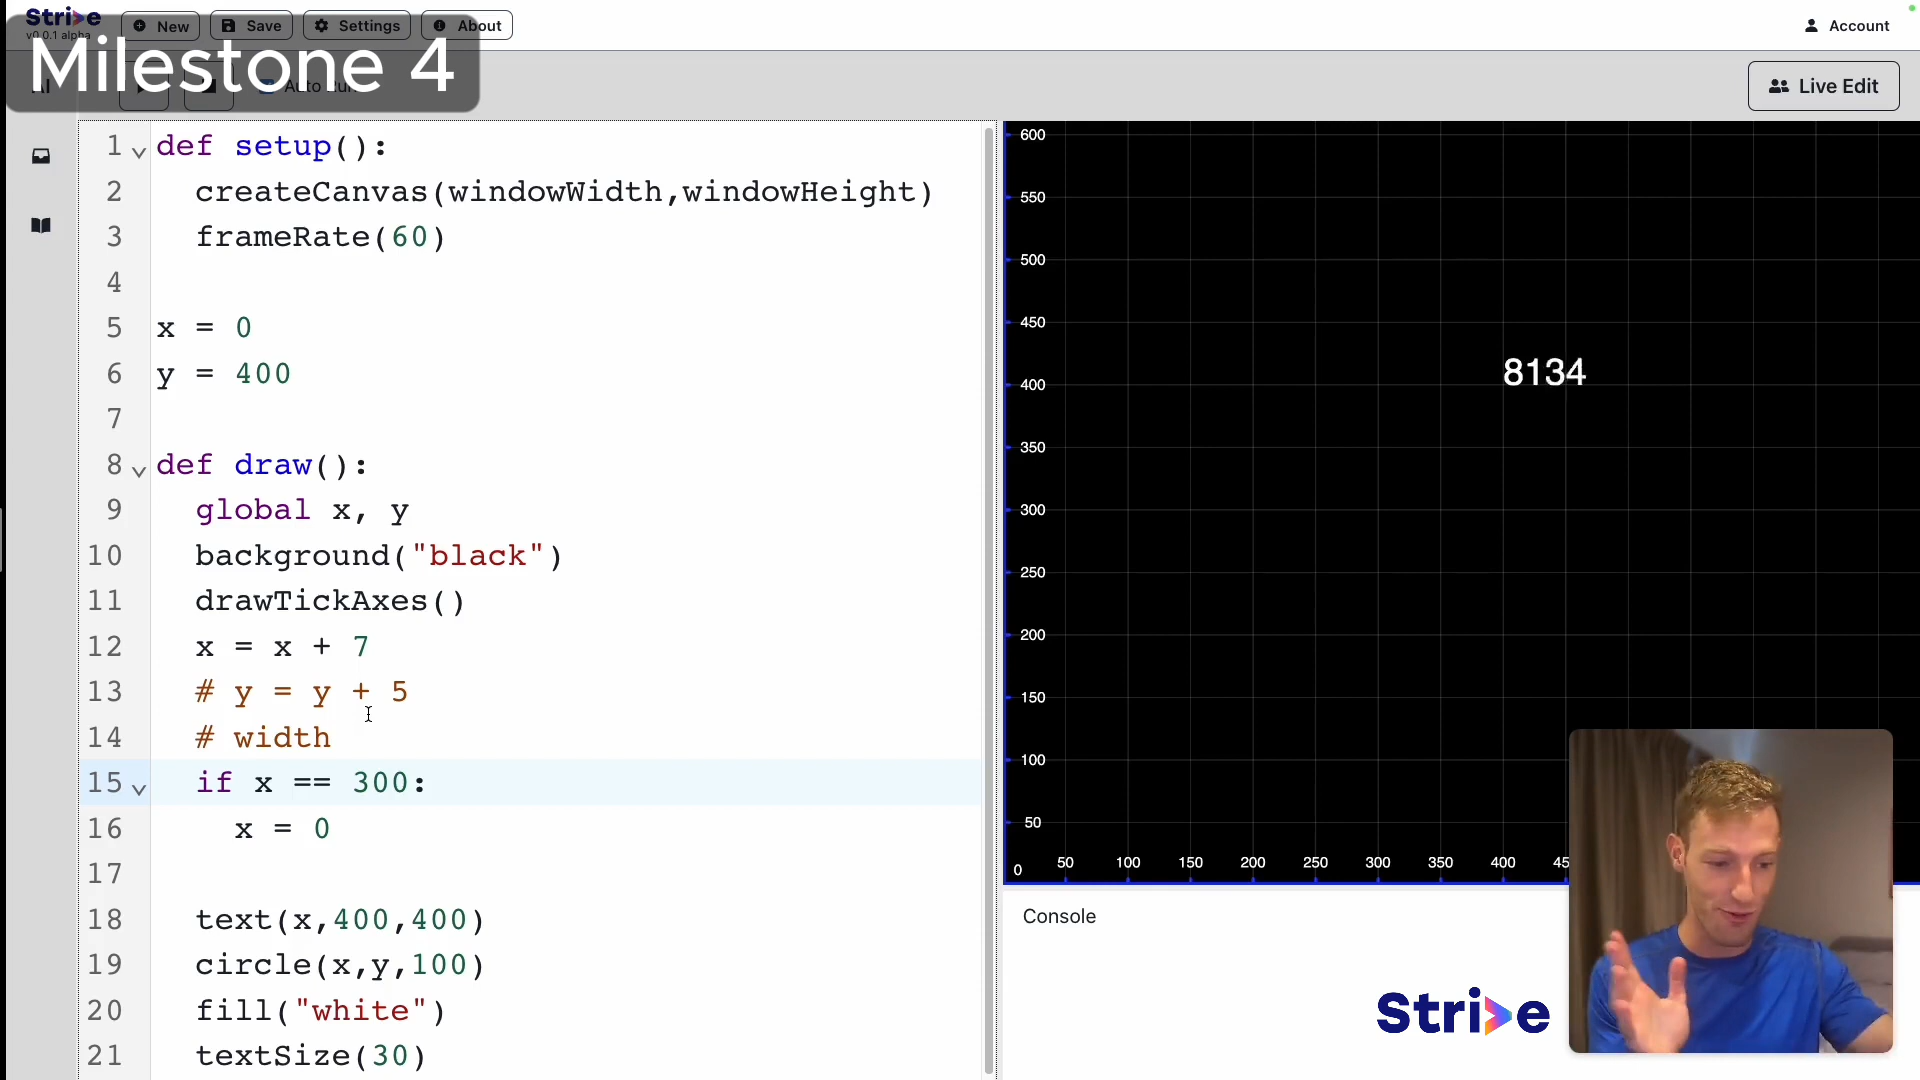 Strive
v0.0.1 alpha
New
Save
Settings
About
Account
Milestone 4
AI
Auto Run
Live Edit
1 def setup():
2 createCanvas(windowWidth,windowHeight)
3 frameRate(60)
4
5 x = 0
6 y = 400
7
8 def draw():
9 global x, y
10 background("black")
11 drawTickAxes()
12 x = x + 7
13 # y = y + 5
14 # width
15 if x == 300:
16 x = 0
17
18 text(x,400,400)
19 circle(x,y,100)
20 fill("white")
21 textSize(30)
600
550
500
450
400
350
300
250
200
150
100
50
0
50 100 150 200 250 300 350 400 45
8134
Console
Strive